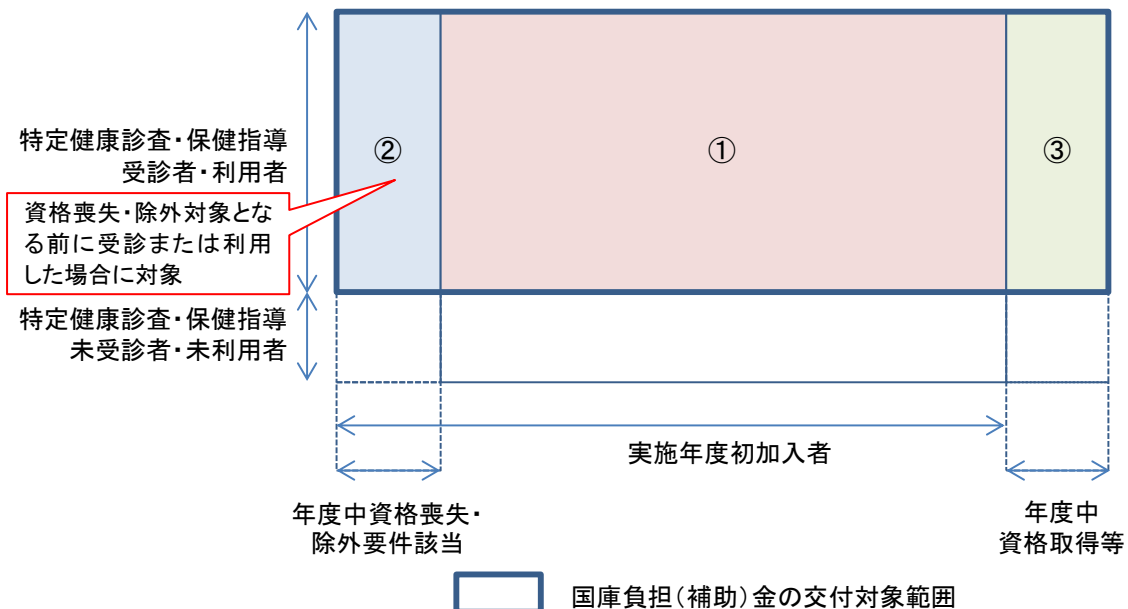 特定健康診査・保健指導
受診者・利用者
②
①
③
資格喪失・除外対象とな
る前に受診または利用
した場合に対象
特定健康診査・保健指導
未受診者・未利用者
実施年度初加入者
年度中資格喪失・
除外要件該当
年度中
資格取得等
国庫負担(補助)金の交付対象範囲